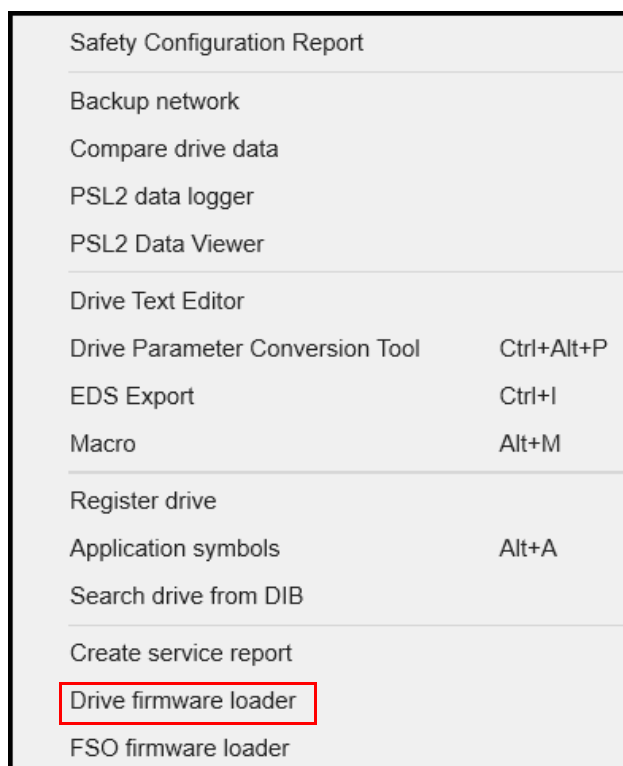 Safety Configuration Report
Backup network
Compare drive data
PSL2 data logger
PSL2 Data Viewer
Drive Text Editor
Drive Parameter Conversion Tool Ctrl+Alt+P
EDS Export Ctrl+I
Macro Alt+M
Register drive
Application symbols Alt+A
Search drive from DIB
Create service report
Drive firmware loader
FSO firmware loader